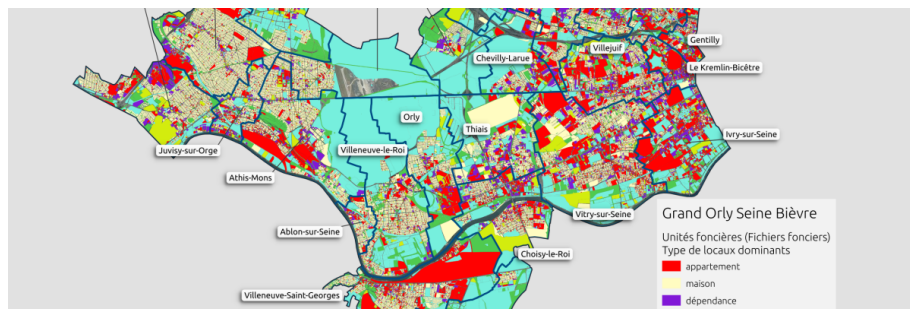 Gentilly
Villejuif
Chevilly-Larue
Le Kremlin-Bicêtre
Orly
Thiais
Ivry-sur-Seine
Juvisy-sur-Orge
Villeneuve-le-Roi
Athis-Mons
Vitry-sur-Seine
Ablon-sur-Seine
Choisy-le-Roi
Villeneuve-Saint-Georges
Grand Orly Seine Bièvre
Unités foncières (Fichiers fonciers)
Type de locaux dominants
appartement
maison
dépendance